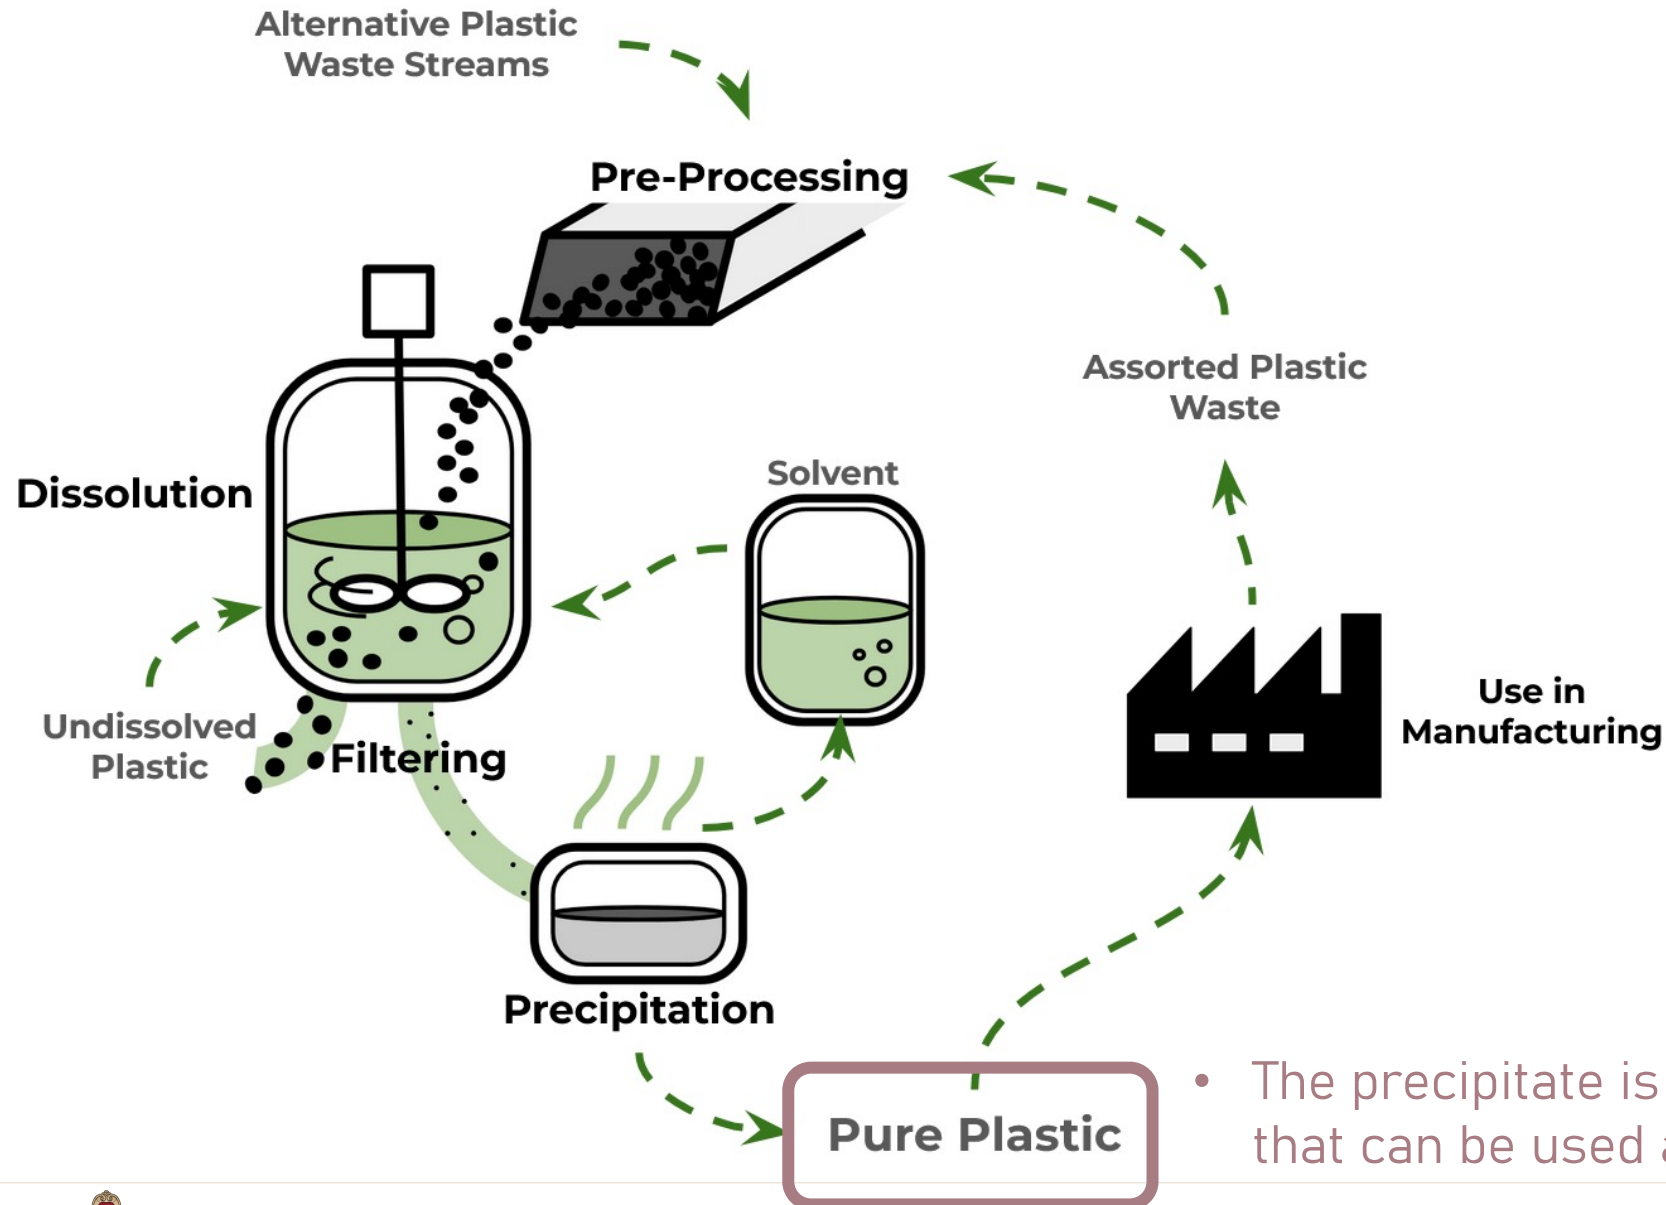 Alternative Plastic
Waste Streams
Pre-Processing
Assorted Plastic
Waste
Solvent
Dissolution
Use in
Manufacturing
Undissolved
Plastic
Filtering
Precipitation
Pure Plastic
• The precipitate is
that can be used